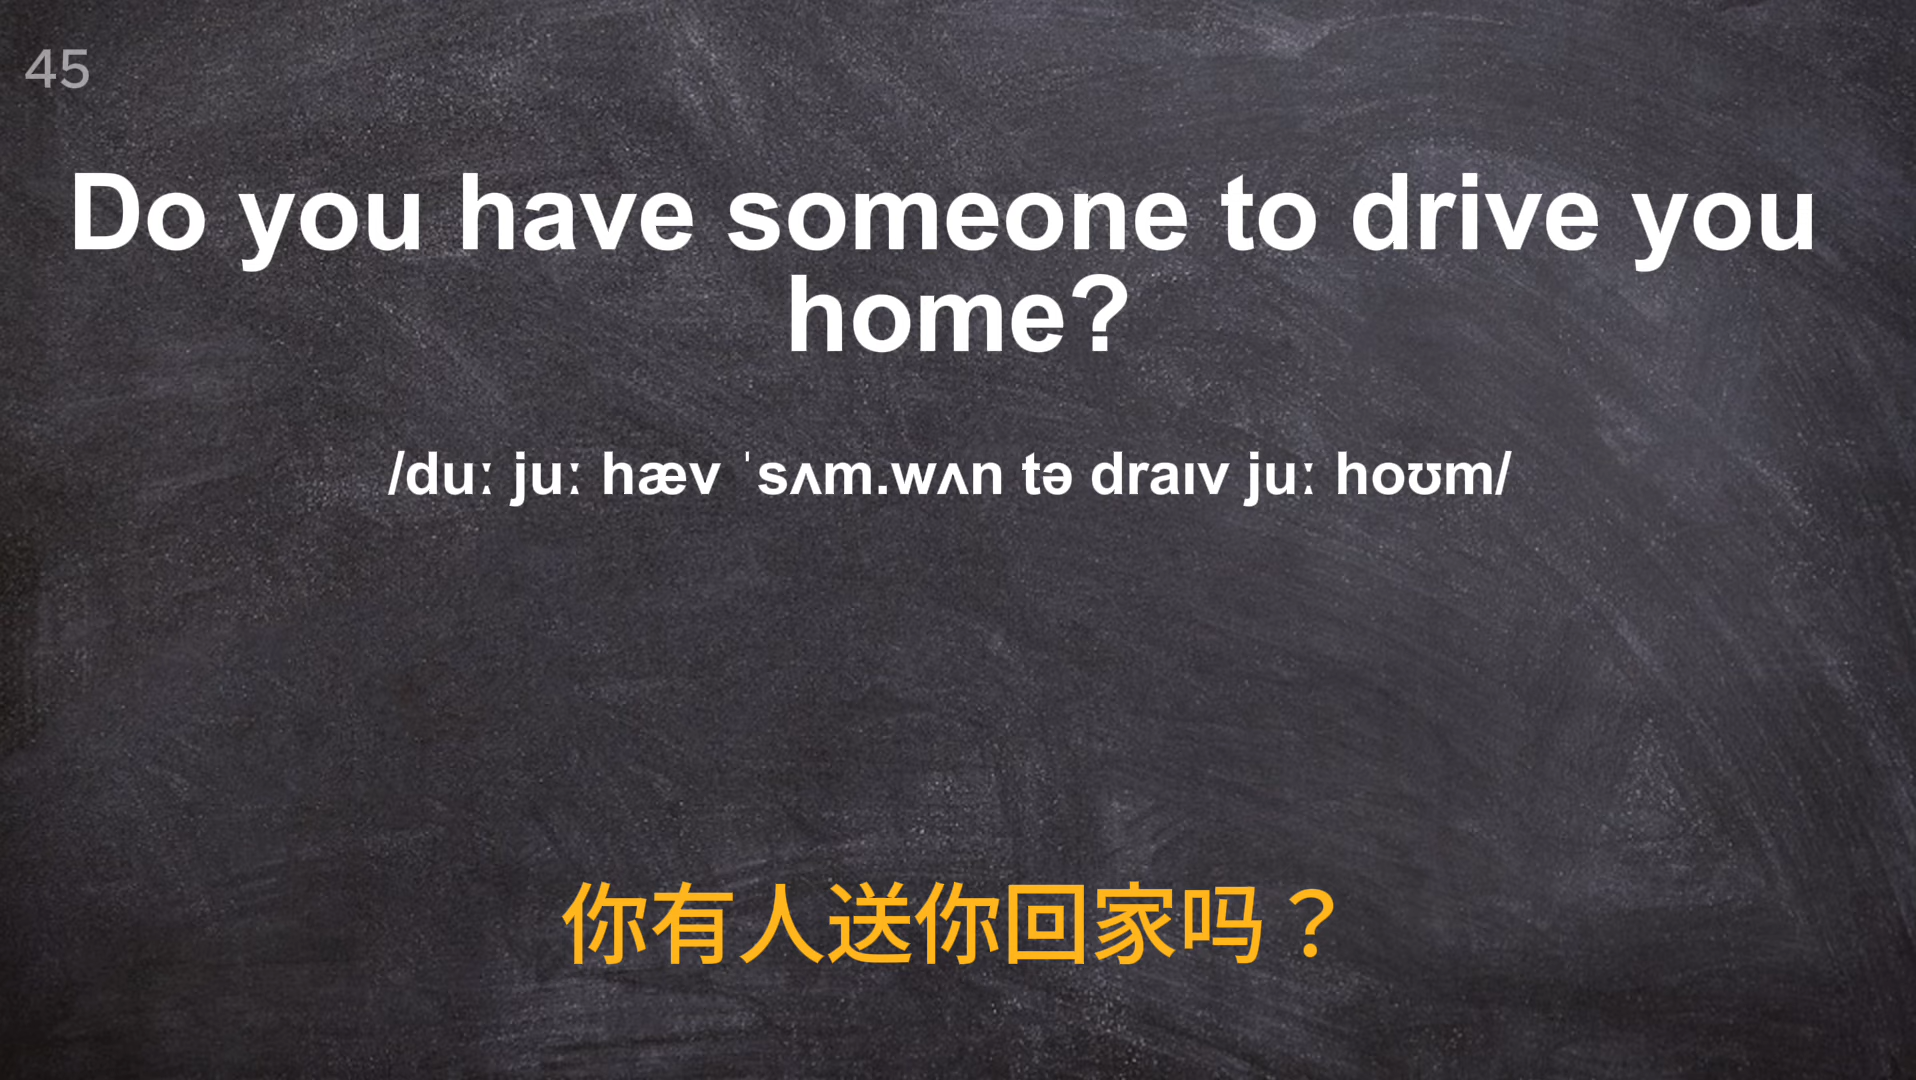 45
Do you have someone to drive you
home?
/duː juː hæv ˈsʌm.wʌn tə draɪv juː hoʊm/
你有人送你回家吗？